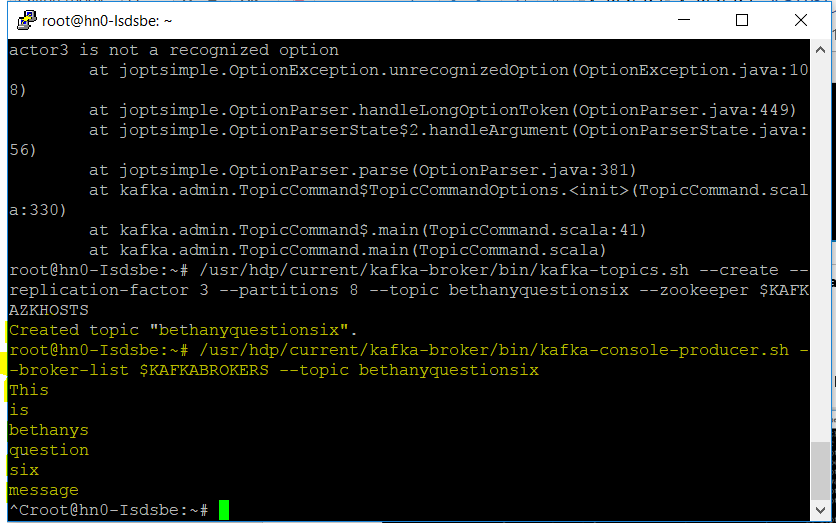 root@hn0-Isdsbe: ~
actor3 is not a recognized option
        at joptsimple.OptionException.unrecognizedOption(OptionException.java:10
8)
        at joptsimple.OptionParser.handleLongOptionToken(OptionParser.java:449)
        at joptsimple.OptionParserState$2.handleArgument(OptionParserState.java:
56)
        at joptsimple.OptionParser.parse(OptionParser.java:381)
        at kafka.admin.TopicCommand$TopicCommandOptions.<init>(TopicCommand.scal
a:330)
        at kafka.admin.TopicCommand$.main(TopicCommand.scala:41)
        at kafka.admin.TopicCommand.main(TopicCommand.scala)
root@hn0-Isdsbe:~# /usr/hdp/current/kafka-broker/bin/kafka-topics.sh --create --
replication-factor 3 --partitions 8 --topic bethanyquestionsix --zookeeper $KAFK
AZKHOSTS
Created topic "bethanyquestionsix".
root@hn0-Isdsbe:~# /usr/hdp/current/kafka-broker/bin/kafka-console-producer.sh -
-broker-list $KAFKABROKERS --topic bethanyquestionsix
This
is
bethanys
question
six
message
^Croot@hn0-Isdsbe:~#